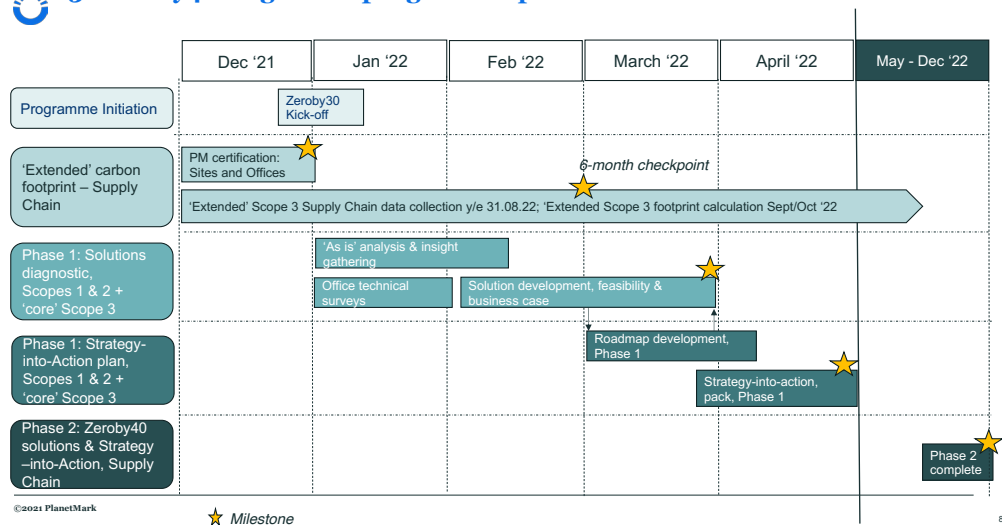 Dec ‘21
Jan ‘22
Feb ‘22
March ‘22
April ‘22
May - Dec ‘22
Programme Initiation
Zeroby30
Kick-off
‘Extended’ carbon
footprint – Supply
Chain
PM certification:
Sites and Offices
6-month checkpoint
‘Extended’ Scope 3 Supply Chain data collection y/e 31.08.22; ‘Extended Scope 3 footprint calculation Sept/Oct ‘22
Phase 1: Solutions
diagnostic,
Scopes 1 & 2 +
‘core’ Scope 3
‘As is’ analysis & insight
gathering
Office technical
surveys
Solution development, feasibility &
business case
Phase 1: Strategy-
into-Action plan,
Scopes 1 & 2 +
‘core’ Scope 3
Roadmap development,
Phase 1
Strategy-into-action,
pack, Phase 1
Phase 2: Zeroby40
solutions & Strategy
–into-Action, Supply
Chain
Phase 2
complete
©2021 PlanetMark
Milestone
8